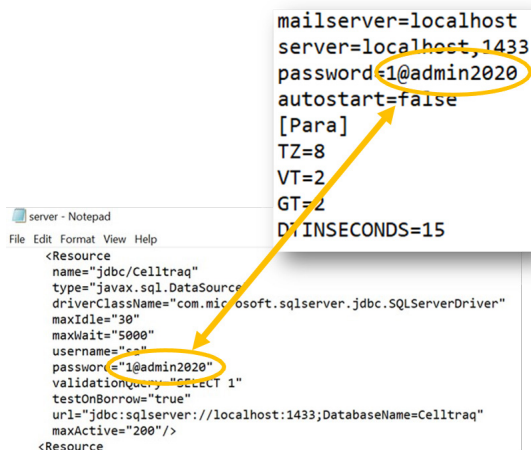 mailserver=localhost
server=localhost,1433
password=1@admin2020
autostart=false
[Para]
TZ=8
VT=2
GT=2
DTINSECONDS=15
server - Notepad
File Edit Format View Help
<Resource
name="jdbc/Celltraq"
type="javax.sql.DataSource
driverClassName="com.microsoft.sqlserver.jdbc.SQLServerDriver"
maxIdle="30"
maxWait="5000"
username="sa"
password="1@admin2020"
validationQuery="SELECT 1"
testOnBorrow="true"
url="jdbc:sqlserver://localhost:1433;DatabaseName=Celltraq"
maxActive="200"/>
<Resource